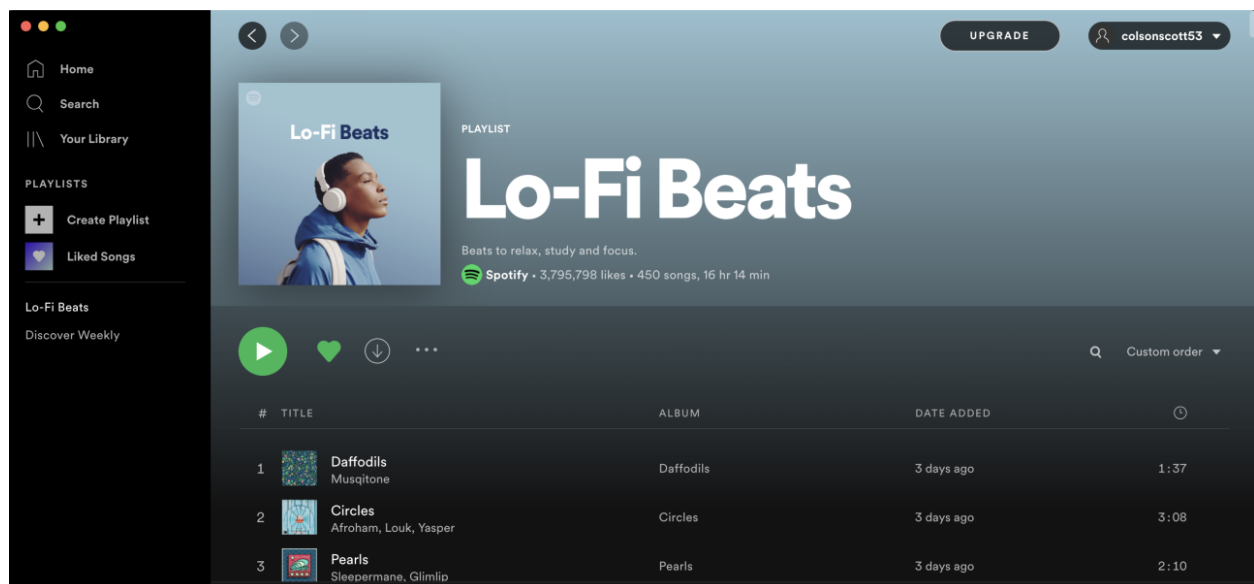 UPGRADE
colsonscott53
Home
Search
Your Library
PLAYLISTS
Create Playlist
Liked Songs
Lo-Fi Beats
Discover Weekly
Lo-Fi Beats
PLAYLIST
Lo-Fi Beats
Beats to relax, study and focus.
Spotify • 3,795,798 likes • 450 songs, 16 hr 14 min
Custom order
# TITLE ALBUM DATE ADDED
1 Daffodils Daffodils 3 days ago 1:37
Musqitone
2 Circles Circles 3 days ago 3:08
Afroham, Louk, Yasper
3 Pearls Pearls 3 days ago 2:10
Sleepermane, Glimlip